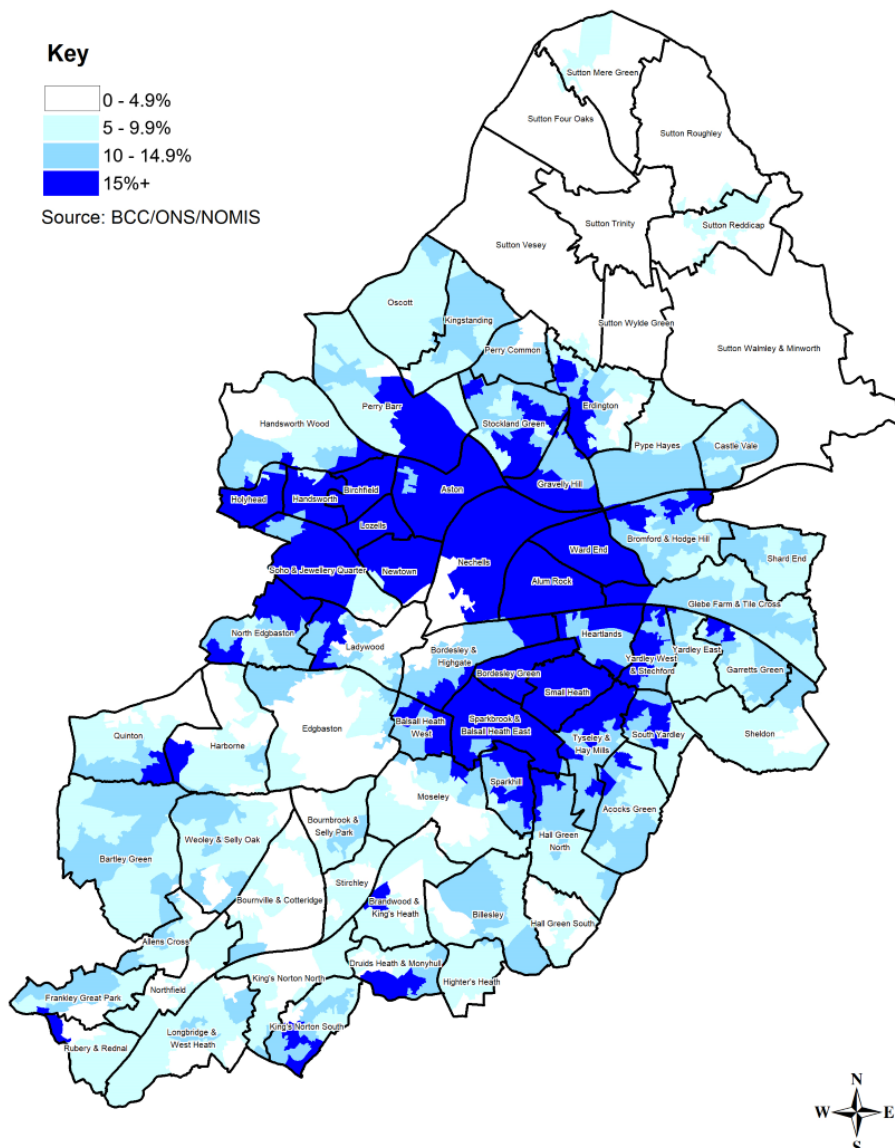 Key
0 - 4.9%
5 - 9.9%
10 - 14.9%
15%+
Source: BCC/ONS/NOMIS
Sutton Mere Green
Sutton Four Oaks
Sutton Roughley
Sutton Trinity
Sutton Reddicap
Sutton Vesey
Oscott
Kingstanding
Sutton Wylde Green
Perry Common
Sutton Walmley & Minworth
Perry Barr
Erdington
Handsworth Wood
Stockland Green
Pype Hayes
Castle Vale
Gravelly Hill
Birchfield
Aston
Holyhead
Handsworth
Lozells
Bromford & Hodge Hill
Ward End
Shard End
Nechells
Soho & Jewellery Quarter
Newtown
Alum Rock
Glebe Farm & Tile Cross
North Edgbaston
Heartlands
Ladywood
Bordesley &
Highgate
Yardley East
Yardley West
& Stechford
Garretts Green
Bordesley Green
Small Heath
Edgbaston
Balsall Heath
West
Sparkbrook &
Balsall Heath East
Quinton
Harborne
Tyseley &
Hay Mills
South Yardley
Sheldon
Sparkhill
Moseley
Acocks Green
Bournbrook &
Selly Park
Hall Green
North
Weoley & Selly Oak
Bartley Green
Stirchley
Bournville & Cotteridge
Brandwood &
King's Heath
Billesley
Hall Green South
Allens Cross
Druids Heath & Monyhull
King's Norton North
Highter's Heath
Northfield
Frankley Great Park
King's Norton South
Longbridge &
West Heath
Rubery & Rednal
N
W E
S